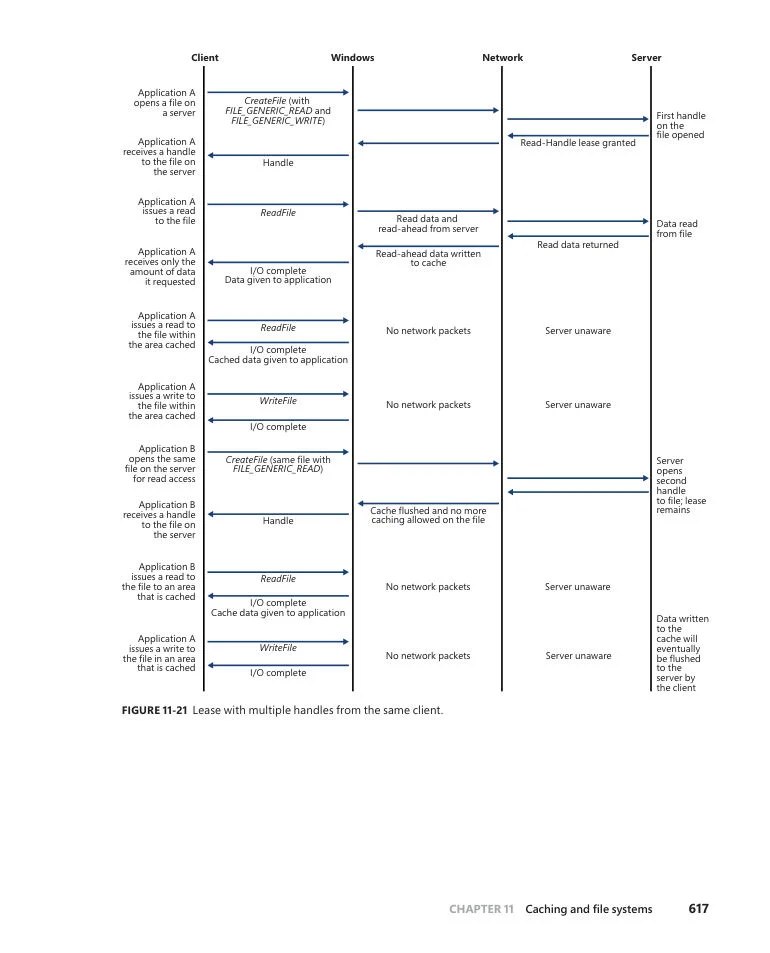 Client Windows Network Server
Application A
opens a file on
a server
CreateFile (with
FILE_GENERIC_READ and
FILE_GENERIC_WRITE)
First handle
on the
file opened
Application A
receives a handle
to the file on
the server
Handle
Read-Handle lease granted
Application A
issues a read
to the file
ReadFile
Read data and
read-ahead from server
Data read
from file
Application A
receives only the
amount of data
it requested
I/O complete
Data given to application
Read-ahead data written
to cache
Read data returned
Application A
issues a read to
the file within
the area cached
ReadFile
I/O complete
Cached data given to application
No network packets
Server unaware
Application A
issues a write to
the file within
the area cached
WriteFile
I/O complete
No network packets
Server unaware
Application B
opens the same
file on the server
for read access
CreateFile (same file with
FILE_GENERIC_READ)
Server
opens
second
handle
to file; lease
remains
Application B
receives a handle
to the file on
the server
Handle
Cache flushed and no more
caching allowed on the file
Application B
issues a read to
the file to an area
that is cached
ReadFile
I/O complete
Cache data given to application
No network packets
Server unaware
Application A
issues a write to
the file in an area
that is cached
WriteFile
I/O complete
No network packets
Server unaware
Data written
to the
cache will
eventually
be flushed
to the
server by
the client
FIGURE 11-21 Lease with multiple handles from the same client.
CHAPTER 11 Caching and file systems 617